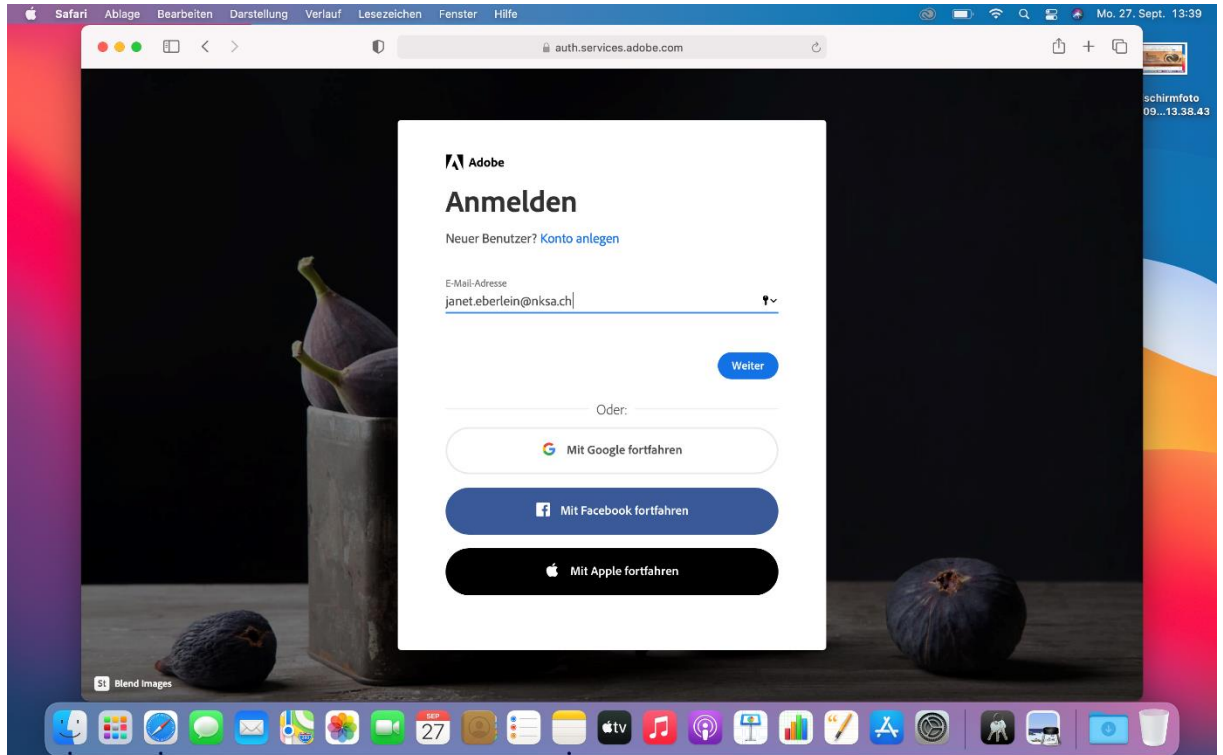 Safari Ablage Bearbeiten Darstellung Verlauf Lesezeichen Fenster Hilfe Mo. 27. Sept. 13:39
auth.services.adobe.com
schirmfoto
09...13.38.43
Adobe
Anmelden
Neuer Benutzer? Konto anlegen
E-Mail-Adresse
janet.eberlein@nksa.ch
Weiter
Oder:
G Mit Google fortfahren
f Mit Facebook fortfahren
Mit Apple fortfahren
St Blend Images
SEP
27
tv